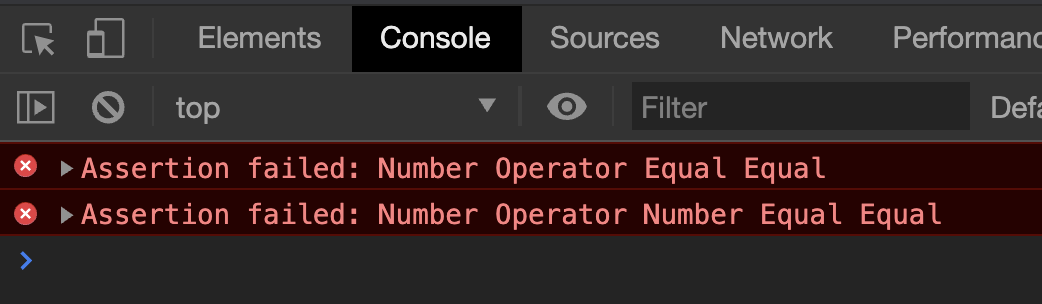 Elements Console Sources Network Performanc
top Filter Defa
Assertion failed: Number Operator Equal Equal
Assertion failed: Number Operator Number Equal Equal